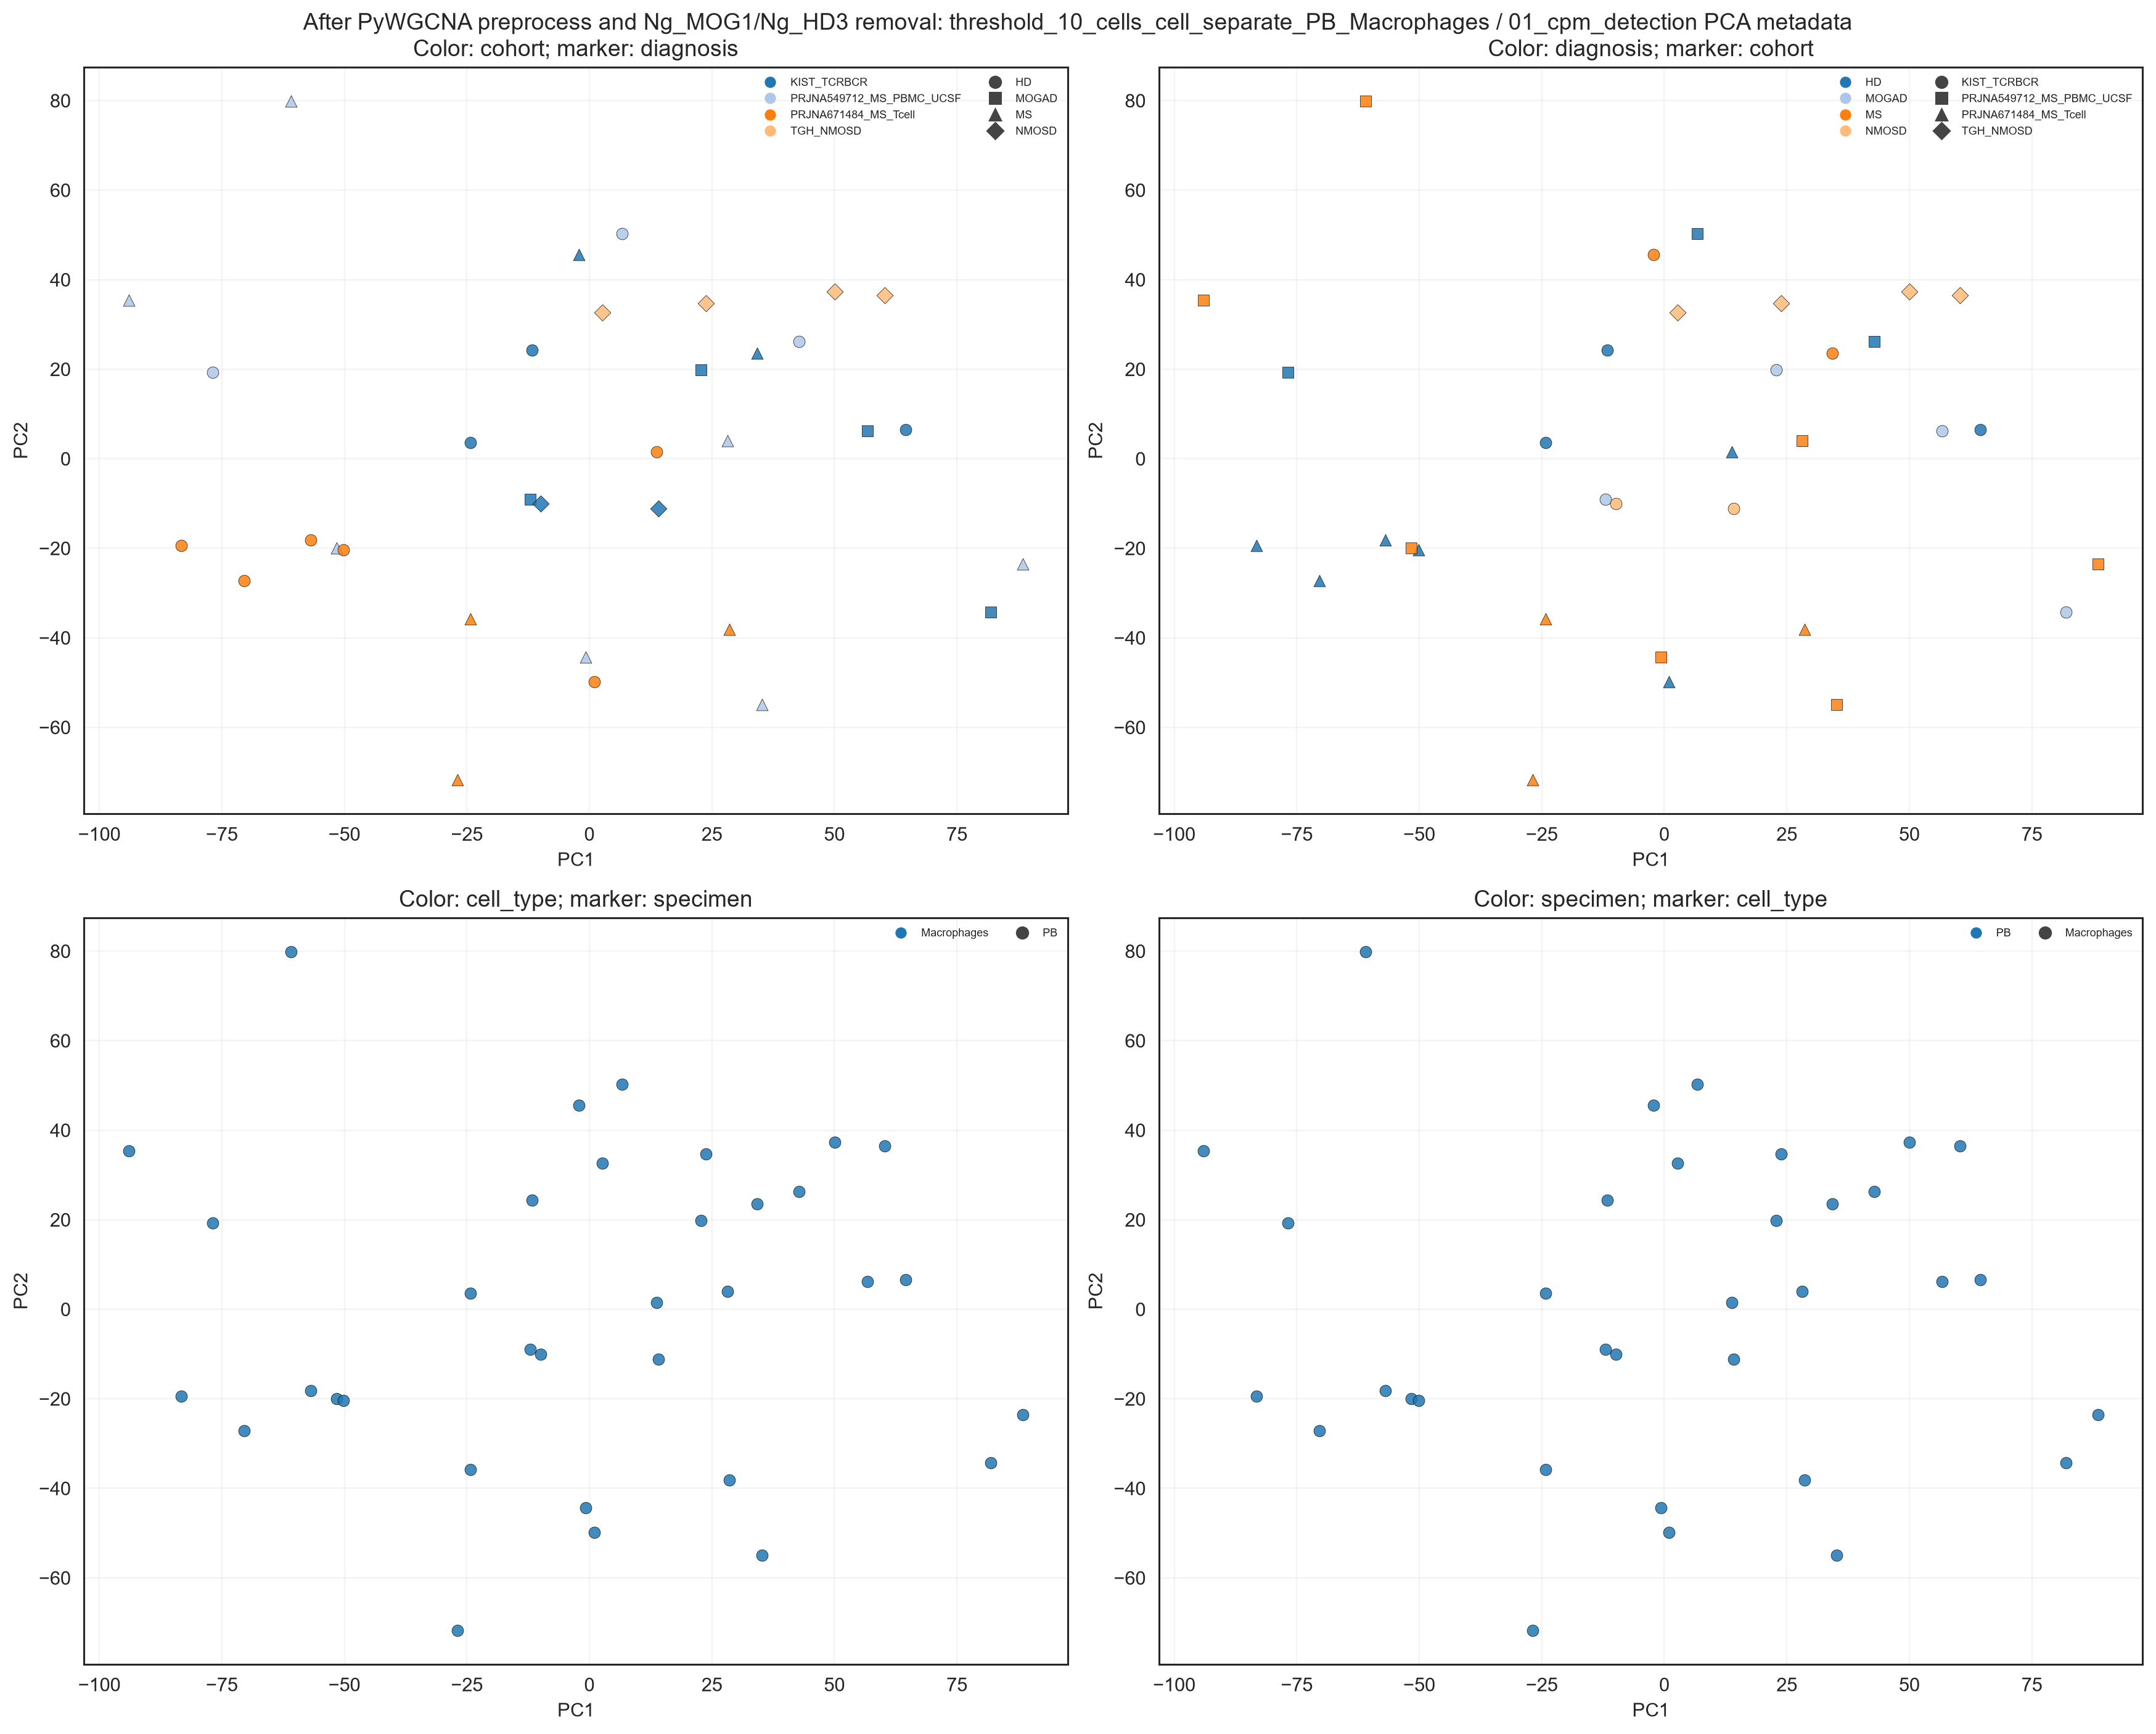 After PyWGCNA preprocess and Ng_MOG1/Ng_HD3 removal: threshold_10_cells_cell_separate_PB_Macrophages / 01_cpm_detection PCA metadata
Color: cohort; marker: diagnosis
KIST_TCRBCR
PRJNA549712_MS_PBMC_UCSF
PRJNA671484_MS_Tcell
TGH_NMOSD
HD
MOGAD
MS
NMOSD
80
60
40
20
0
−20
−40
−60
PC2
−100 −75 −50 −25 0 25 50 75
PC1
Color: diagnosis; marker: cohort
HD
MOGAD
MS
NMOSD
KIST_TCRBCR
PRJNA549712_MS_PBMC_UCSF
PRJNA671484_MS_Tcell
TGH_NMOSD
80
60
40
20
0
−20
−40
−60
PC2
−100 −75 −50 −25 0 25 50 75
PC1
Color: cell_type; marker: specimen
Macrophages PB
80
60
40
20
0
−20
−40
−60
PC2
−100 −75 −50 −25 0 25 50 75
PC1
Color: specimen; marker: cell_type
PB Macrophages
80
60
40
20
0
−20
−40
−60
PC2
−100 −75 −50 −25 0 25 50 75
PC1